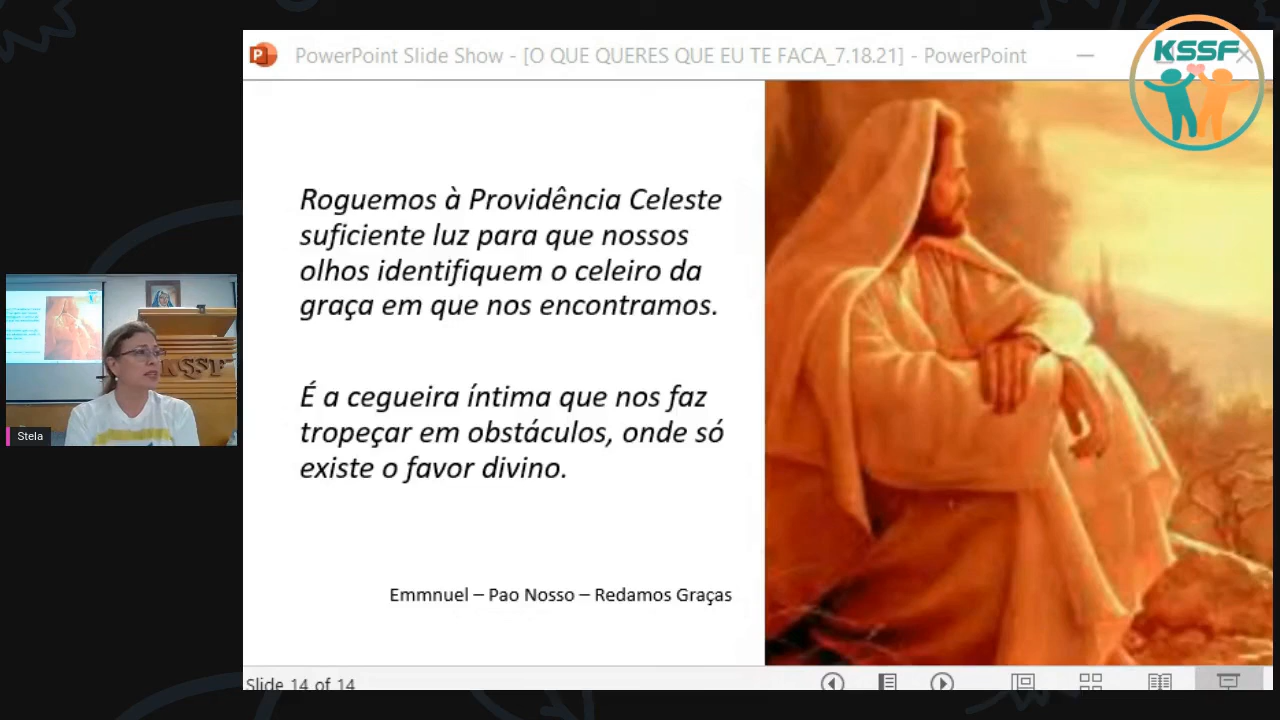 PowerPoint Slide Show - [O QUE QUERES QUE EU TE FACA_7.18.21] - PowerPoint
KSSF
Roguemos à Providência Celeste
suficiente luz para que nossos
olhos identifiquem o celeiro da
graça em que nos encontramos.
É a cegueira íntima que nos faz
tropeçar em obstáculos, onde só
existe o favor divino.
Emmnuel – Pao Nosso – Redamos Graças
KSSF
Stela
Slide 14 of 14